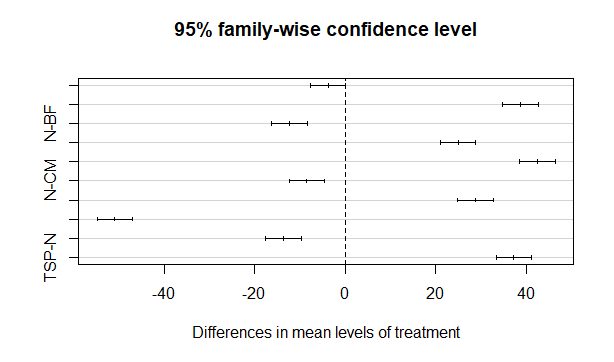 95% family-wise confidence level
N-BF
N-CM
TSP-N
-40 -20 0 20 40
Differences in mean levels of treatment